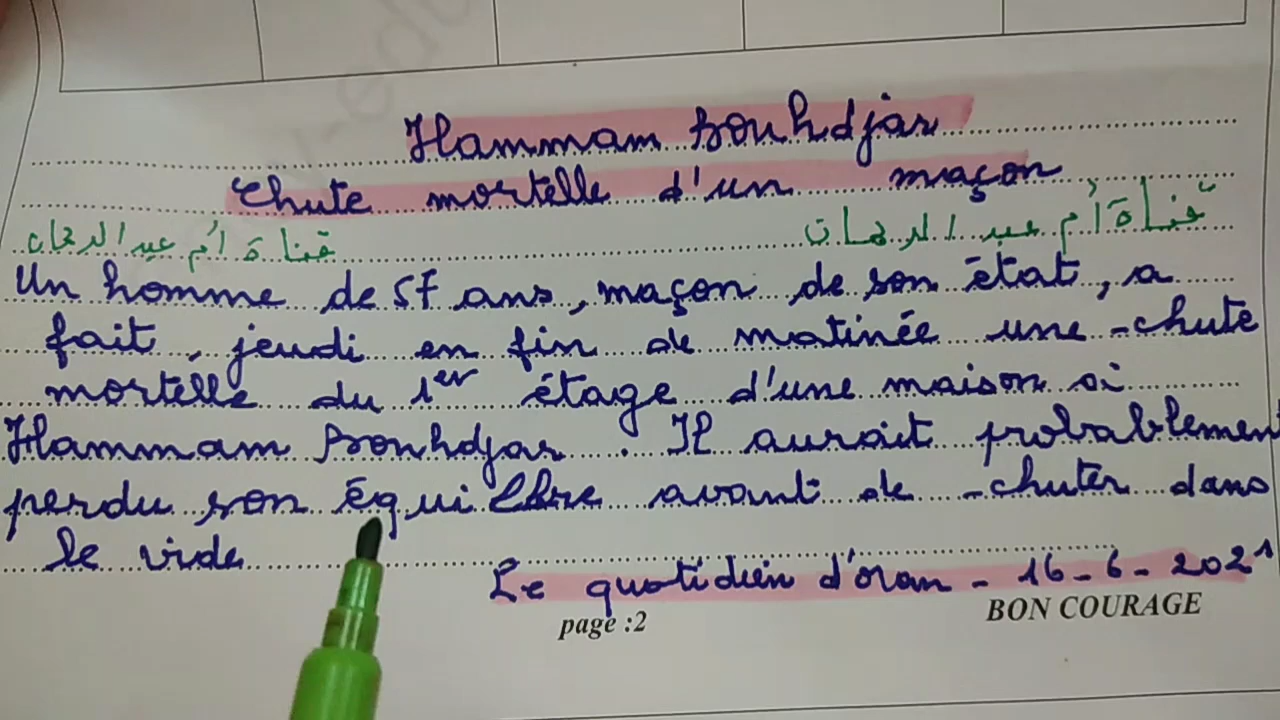 Hammam Bouhdjar
Chute mortelle d'un maçon
قناة أم عبد الرحمان قناة أم عبد الرحمان
Un homme de 57 ans, maçon de son état, a
fait, jeudi en fin de matinée une chute
mortelle du 1er étage d'une maison si
Hammam Bouhdjar. Il aurait probablemen
perdu son équilibre avant de chuter dans
le vide
Le quotidien d'oran - 16-6-2021
page :2 BON COURAGE